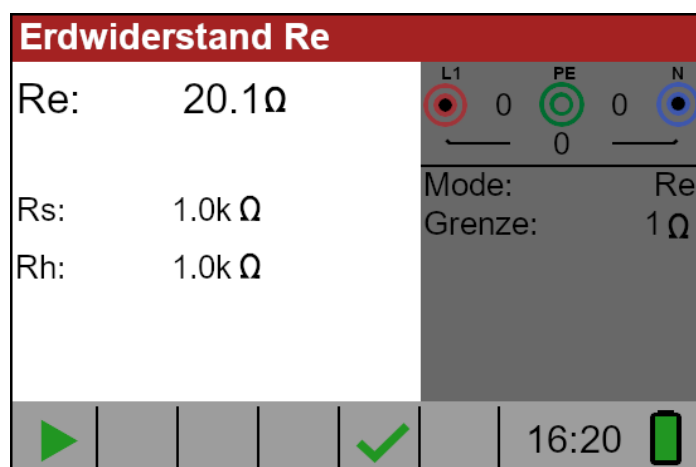 Erdwiderstand Re
Re: 20.1Ω
Rs: 1.0k Ω
Rh: 1.0k Ω
L1 PE N
0 0
0
Mode: Re
Grenze: 1 Ω
16:20